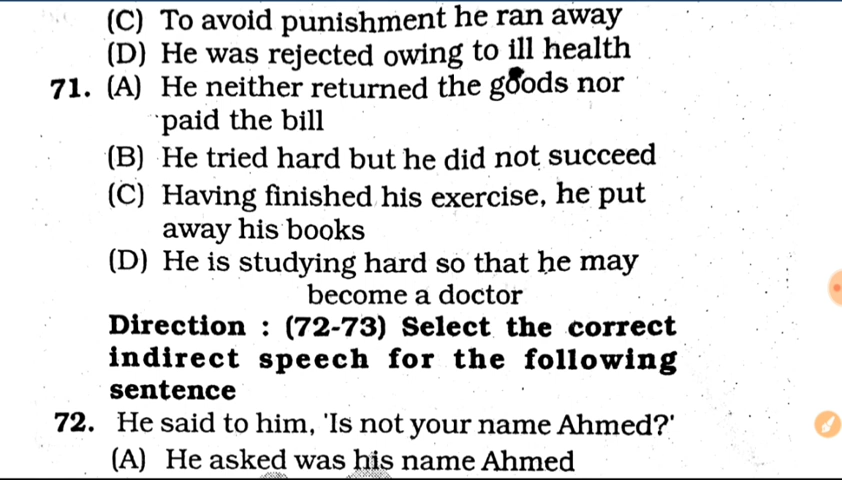 (C) To avoid punishment he ran away
(D) He was rejected owing to ill health
71. (A) He neither returned the goods nor
paid the bill
(B) He tried hard but he did not succeed
(C) Having finished his exercise, he put
away his books
(D) He is studying hard so that he may
become a doctor
Direction : (72-73) Select the correct
indirect speech for the following
sentence
72. He said to him, 'Is not your name Ahmed?'
(A) He asked was his name Ahmed